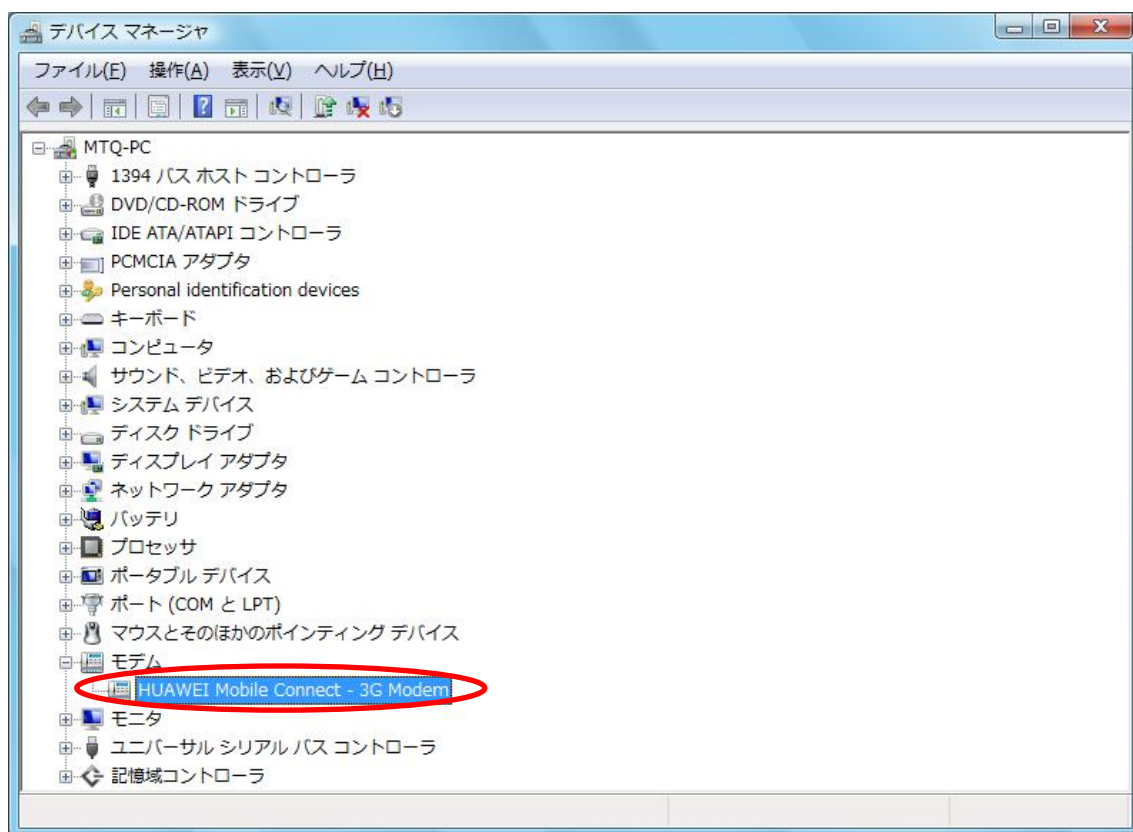 デバイス マネージャ
ファイル(F) 操作(A) 表示(V) ヘルプ(H)
MTQ-PC
1394 バス ホスト コントローラ
DVD/CD-ROM ドライブ
IDE ATA/ATAPI コントローラ
PCMCIA アダプタ
Personal identification devices
キーボード
コンピュータ
サウンド、ビデオ、およびゲーム コントローラ
システム デバイス
ディスク ドライブ
ディスプレイ アダプタ
ネットワーク アダプタ
バッテリ
プロセッサ
ポータブル デバイス
ポート (COM と LPT)
マウスとそのほかのポインティング デバイス
モデム
HUAWEI Mobile Connect - 3G Modem
モニタ
ユニバーサル シリアル バス コントローラ
記憶域コントローラ